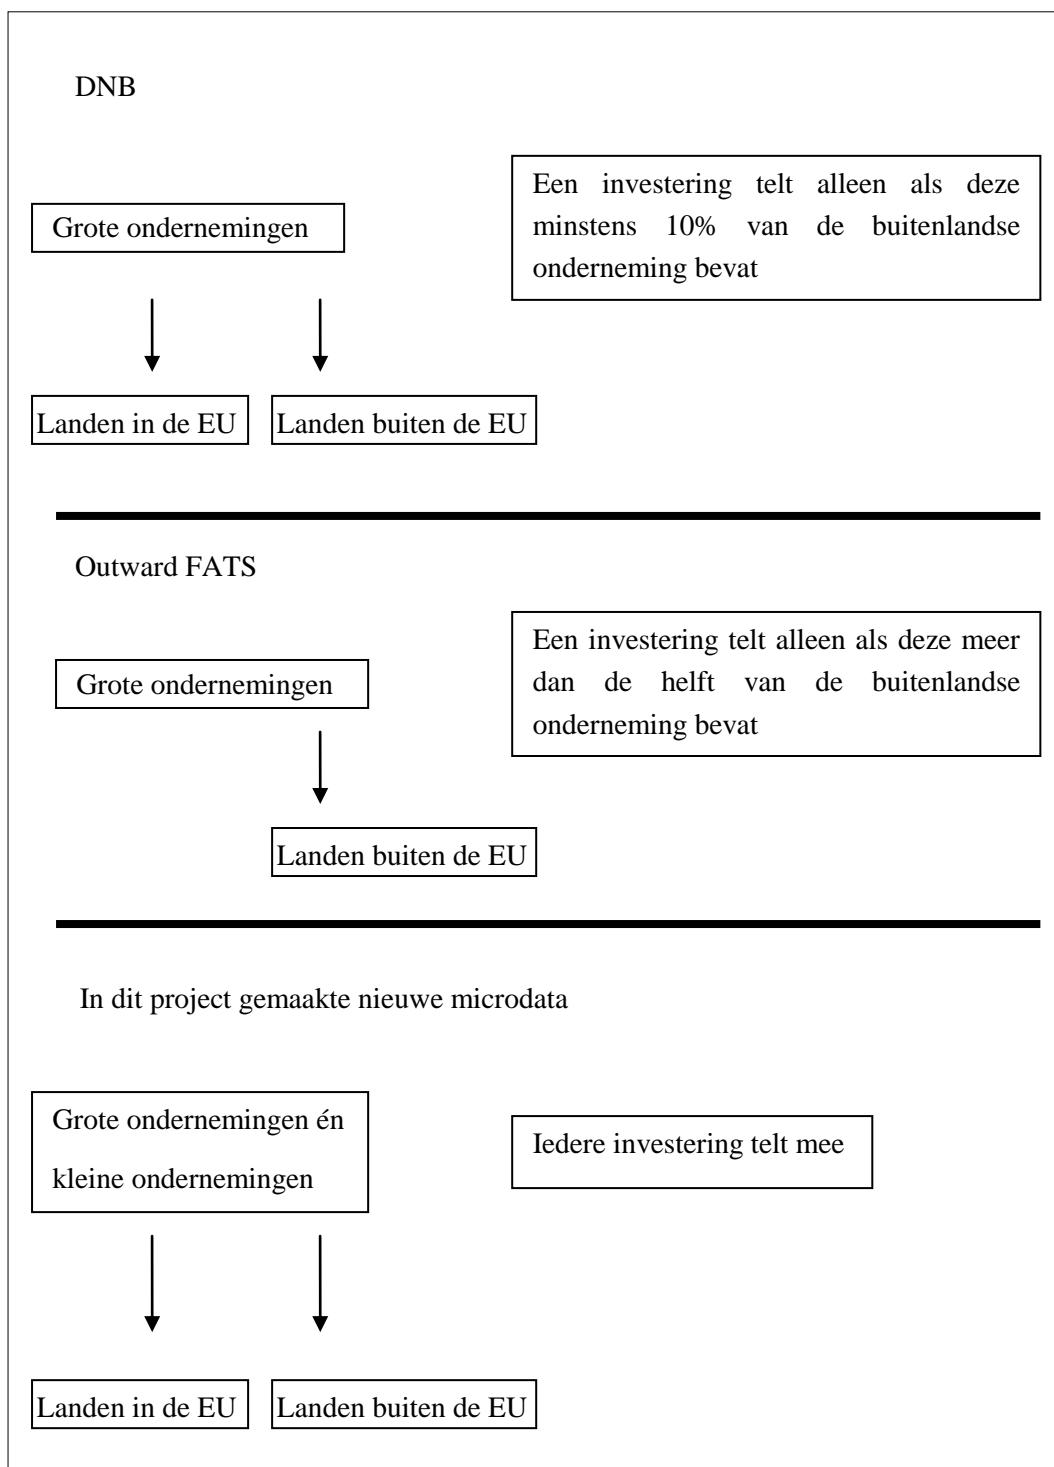 DNB
Grote ondernemingen
Een investering telt alleen als deze
minstens 10% van de buitenlandse
onderneming bevat
Landen in de EU
Landen buiten de EU
Outward FATS
Grote ondernemingen
Een investering telt alleen als deze meer
dan de helft van de buitenlandse
onderneming bevat
Landen buiten de EU
In dit project gemaakte nieuwe microdata
Grote ondernemingen én
kleine ondernemingen
Iedere investering telt mee
Landen in de EU
Landen buiten de EU